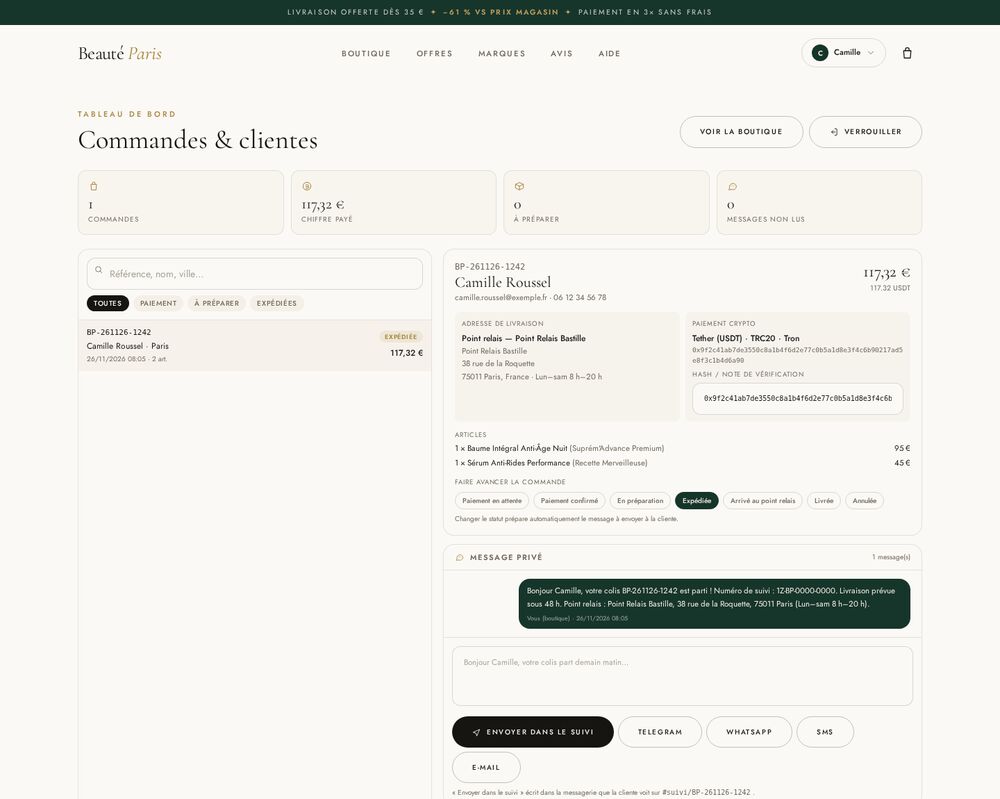 LIVRAISON OFFERTE DÈS 35 € ✦ −61 % VS PRIX MAGASIN ✦ PAIEMENT EN 3× SANS FRAIS
Beauté Paris
BOUTIQUE OFFRES MARQUES AVIS AIDE
C Camille
TABLEAU DE BORD
Commandes & clientes
VOIR LA BOUTIQUE
VERROUILLER
1
COMMANDES
117,32 €
CHIFFRE PAYÉ
0
À PRÉPARER
0
MESSAGES NON LUS
Référence, nom, ville…
TOUTES PAIEMENT À PRÉPARER EXPÉDIÉES
BP-261126-1242
EXPÉDIÉE
Camille Roussel · Paris
117,32 €
26/11/2026 08:05 · 2 art.
BP-261126-1242
Camille Roussel
camille.roussel@exemple.fr · 06 12 34 56 78
117,32 €
117.32 USDT
ADRESSE DE LIVRAISON
Point relais — Point Relais Bastille
Point Relais Bastille
38 rue de la Roquette
75011 Paris, France · Lun–sam 8 h–20 h
PAIEMENT CRYPTO
Tether (USDT) · TRC20 · Tron
0x9f2c41ab7de3550c8a1b4f6d2e77c0b5a1d8e3f4c6b90217ad5
e8f3c1b4d6a90
HASH / NOTE DE VÉRIFICATION
0x9f2c41ab7de3550c8a1b4f6d2e77c0b5a1d8e3f4c6b
ARTICLES
1 × Baume Intégral Anti-Âge Nuit (Suprém'Advance Premium) 95 €
1 × Sérum Anti-Rides Performance (Recette Merveilleuse) 45 €
FAIRE AVANCER LA COMMANDE
Paiement en attente Paiement confirmé En préparation Expédiée Arrivé au point relais Livrée Annulée
Changer le statut prépare automatiquement le message à envoyer à la cliente.
MESSAGE PRIVÉ
1 message(s)
Bonjour Camille, votre colis BP-261126-1242 est parti ! Numéro de suivi : 1Z-BP-0000-0000. Livraison prévue
sous 48 h. Point relais : Point Relais Bastille, 38 rue de la Roquette, 75011 Paris (Lun–sam 8 h–20 h).
Vous (boutique) · 26/11/2026 08:05
Bonjour Camille, votre colis part demain matin…
ENVOYER DANS LE SUIVI
TELEGRAM
WHATSAPP
SMS
E-MAIL
« Envoyer dans le suivi » écrit dans la messagerie que la cliente voit sur #suivi/BP-261126-1242 .